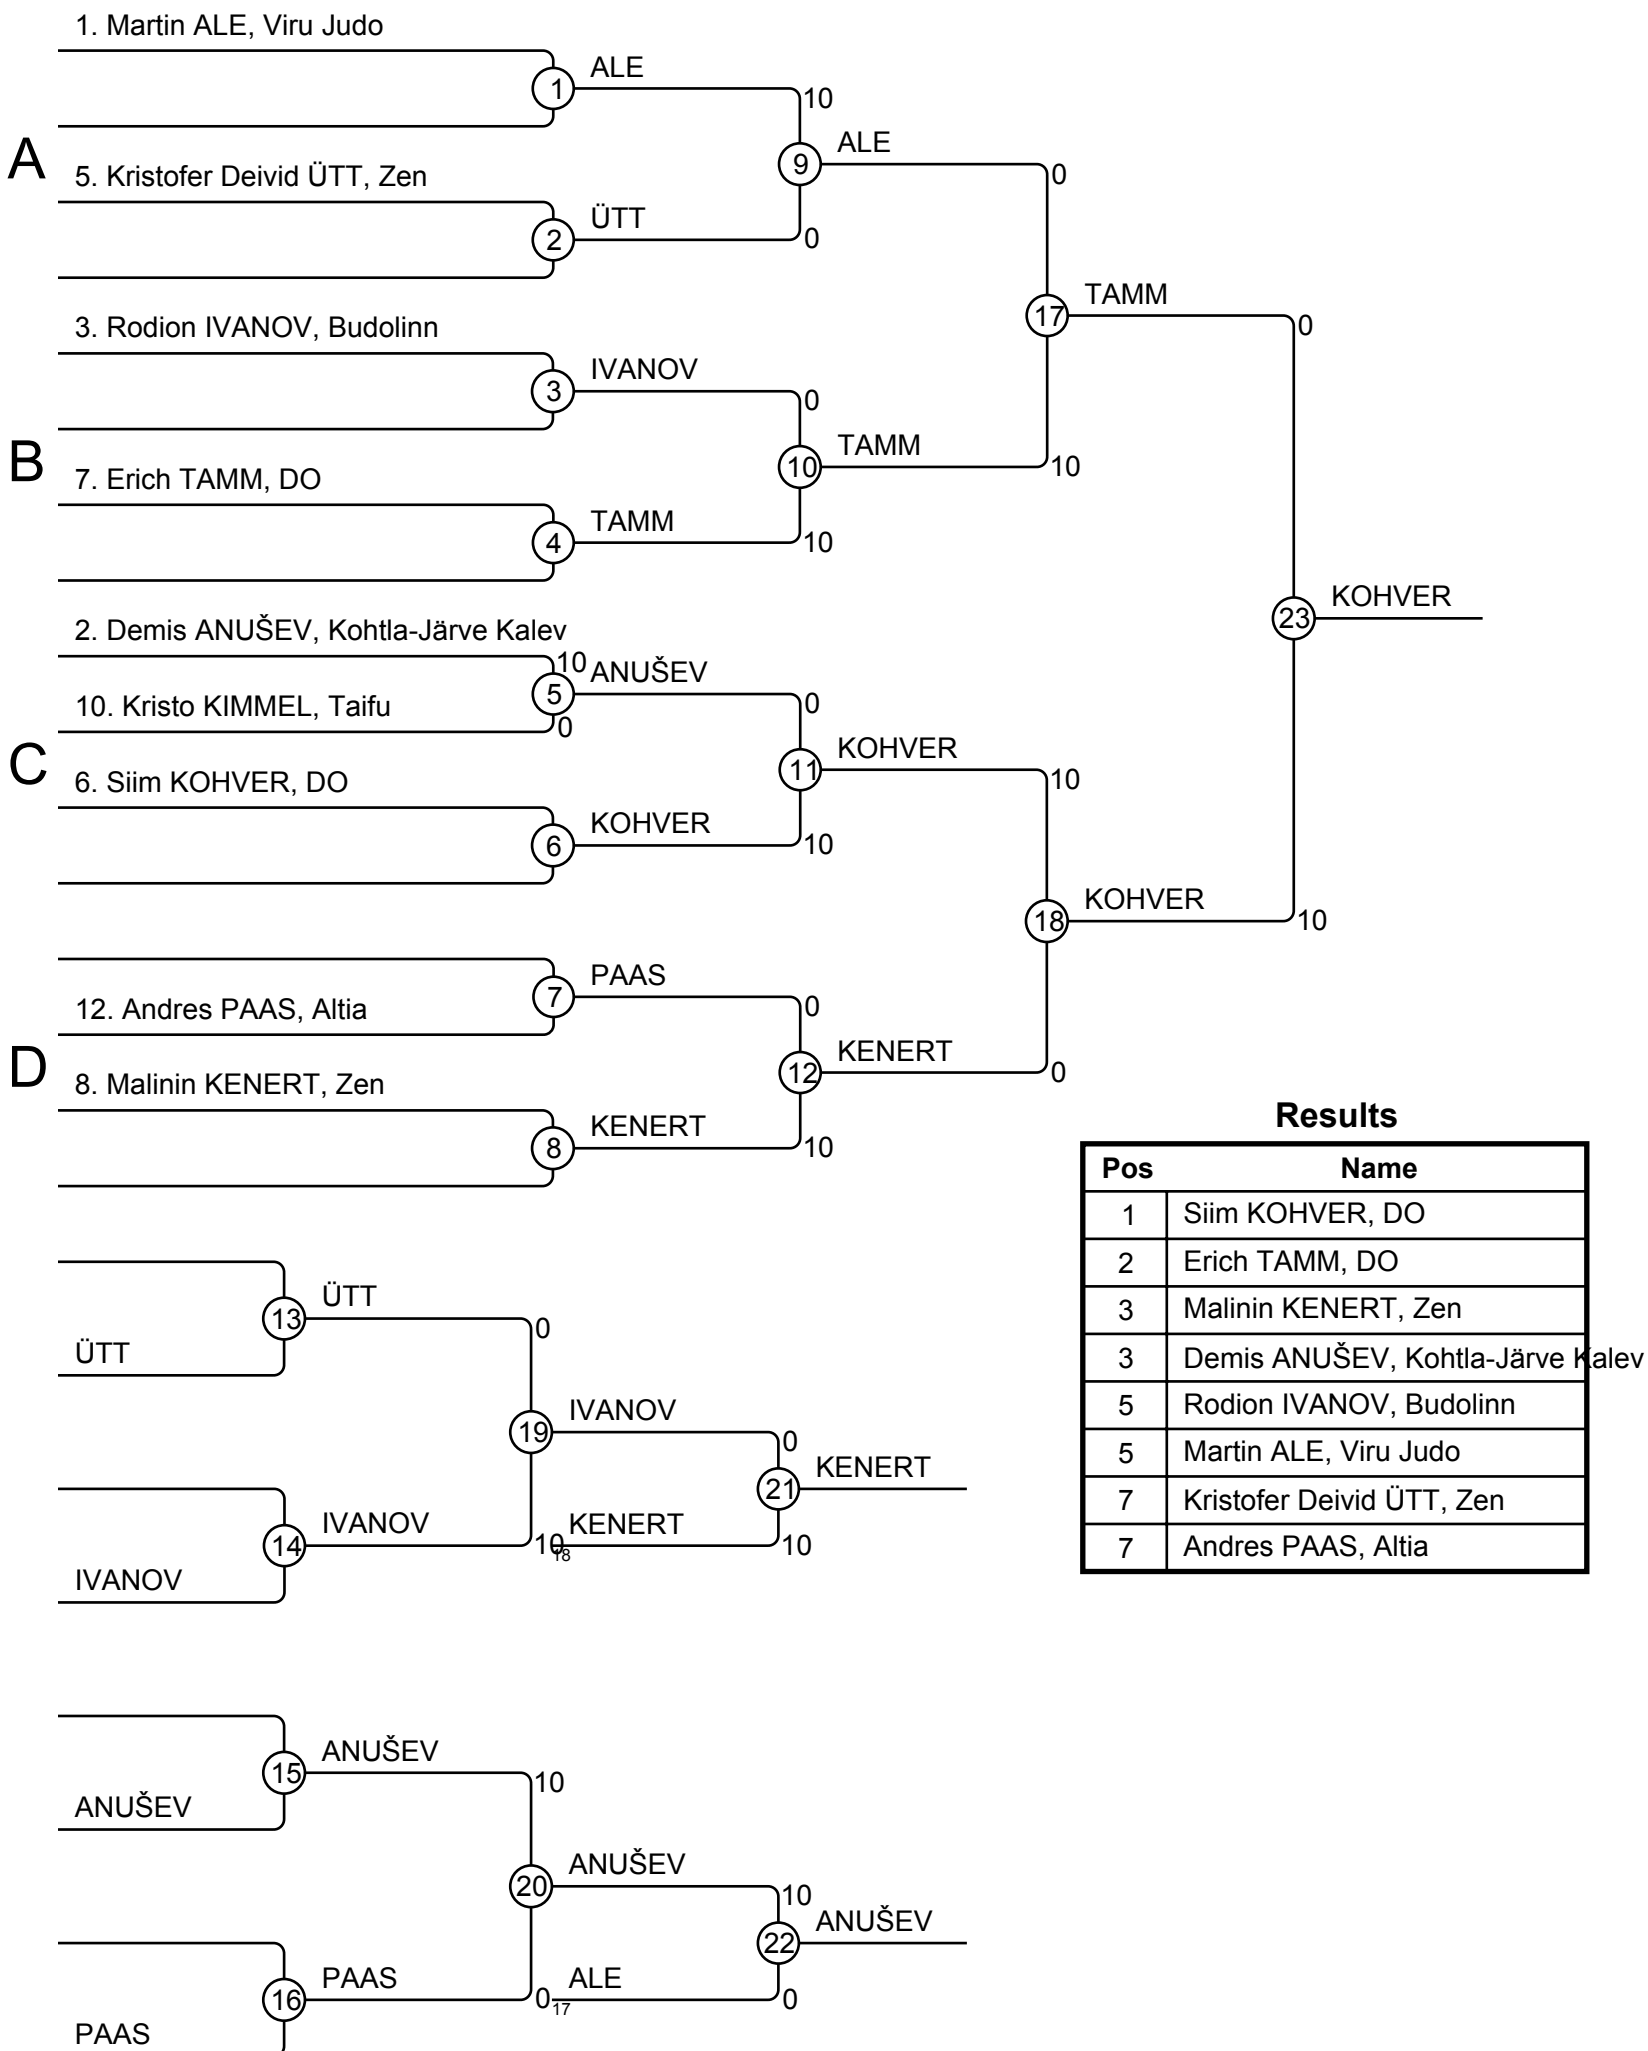 1. Martin ALE, Viru Judo
ALE
1
10
ALE
A
9
0
5. Kristofer Deivid ÜTT, Zen
ÜTT
2
0
3. Rodion IVANOV, Budolinn
TAMM
17
0
IVANOV
3
0
TAMM
B
10
10
7. Erich TAMM, DO
TAMM
4
10
KOHVER
23
2. Demis ANUŠEV, Kohtla-Järve Kalev
10
ANUŠEV
5
0
10. Kristo KIMMEL, Taifu
0
KOHVER
C
11
10
6. Siim KOHVER, DO
KOHVER
6
10
KOHVER
18
10
PAAS
7
0
12. Andres PAAS, Altia
KENERT
D
12
0
8. Malinin KENERT, Zen
KENERT
8
10
Results
Pos Name
1 Siim KOHVER, DO
2 Erich TAMM, DO
3 Malinin KENERT, Zen
3 Demis ANUŠEV, Kohtla-Järve Kalev
5 Rodion IVANOV, Budolinn
5 Martin ALE, Viru Judo
7 Kristofer Deivid ÜTT, Zen
7 Andres PAAS, Altia
ÜTT
13
0
ÜTT
IVANOV
19
0
KENERT
21
IVANOV
14
10
18
KENERT
10
IVANOV
ANUŠEV
15
10
ANUŠEV
ANUŠEV
20
10
ANUŠEV
22
PAAS
16
0
17
ALE
0
PAAS